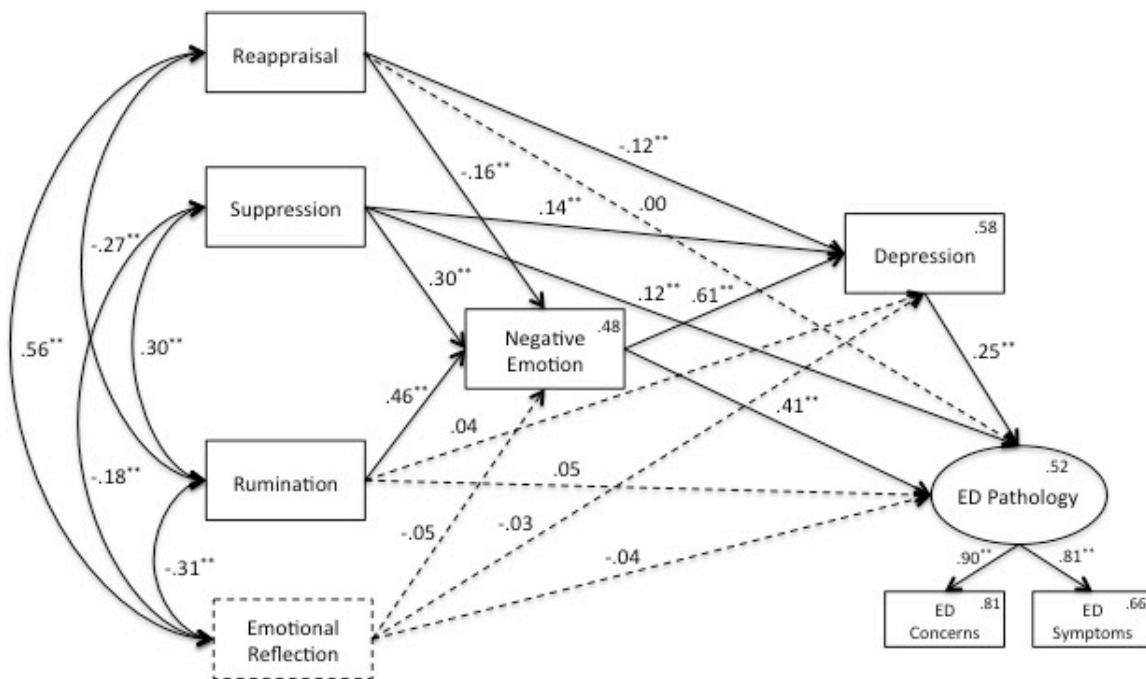 Reappraisal
-.12**
-.16**
Suppression
.14**
.00
.58
Depression
-.27**
.30**
.12**
.61**
Negative
Emotion
.48
.56**
.30**
.25**
.46**
.41**
.04
.52
ED Pathology
-.18**
Rumination
.05
-.05
-.03
-.04
-.31**
.90**
.81**
Emotional
Reflection
ED
Concerns
.81
ED
Symptoms
.66